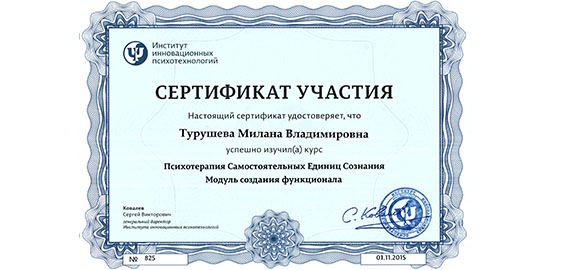 Институт
инновационных
психотехнологий
СЕРТИФИКАТ УЧАСТИЯ
Настоящий сертификат удостоверяет, что
Турушева Милана Владимировна
успешно изучил(а) курс
Психотерапия Самостоятельных Единиц Сознания
Модуль создания функционала
Ковалев
Сергей Викторович
генеральный директор
Института инновационных психотехнологий
№ 825
03.11.2015